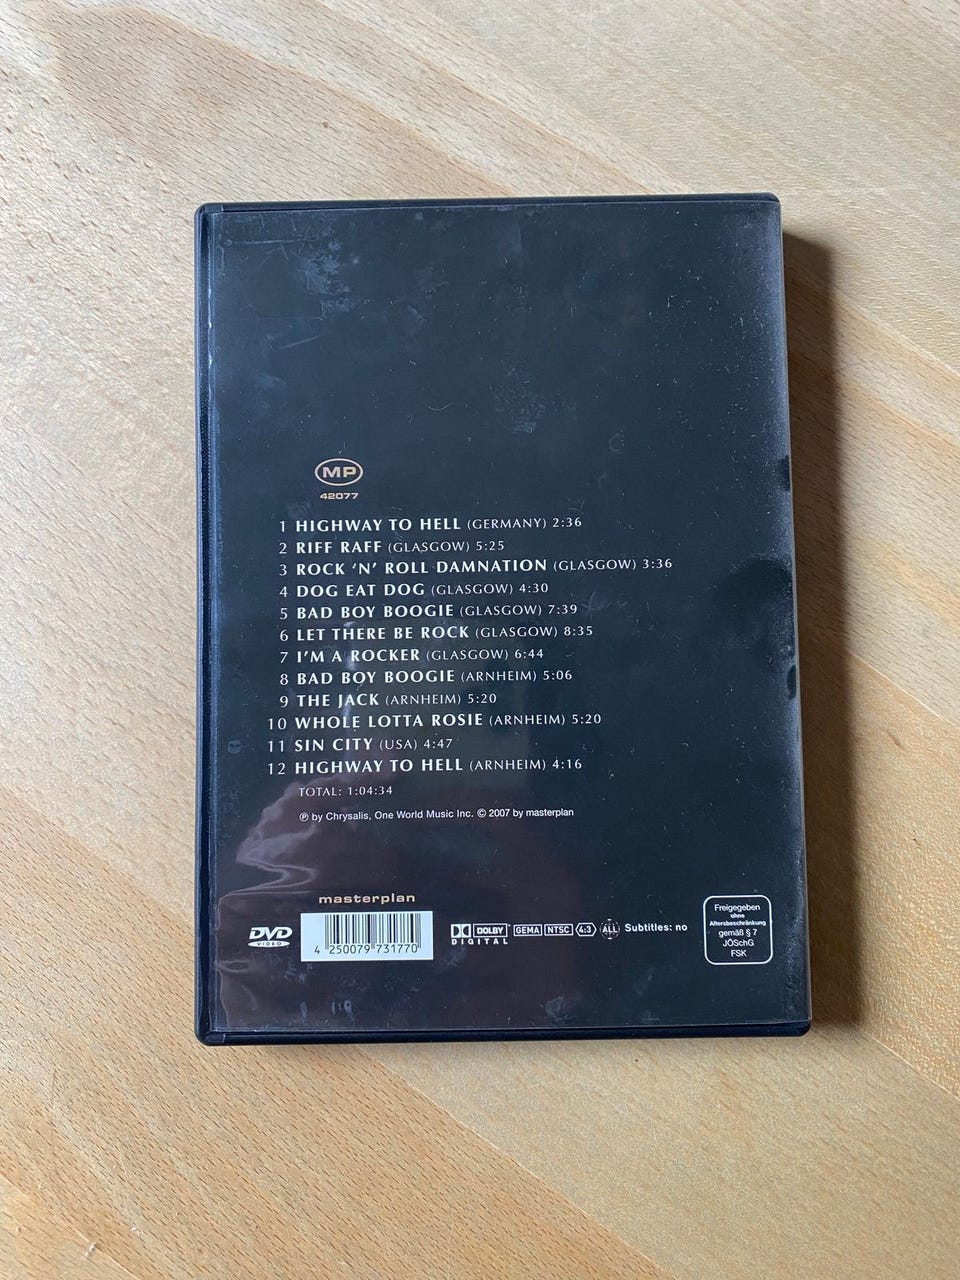 MP
42077
1 HIGHWAY TO HELL (GERMANY) 2:36
2 RIFF RAFF (GLASGOW) 5:25
3 ROCK ‘N’ ROLL DAMNATION (GLASGOW) 3:36
4 DOG EAT DOG (GLASGOW) 4:30
5 BAD BOY BOOGIE (GLASGOW) 7:39
6 LET THERE BE ROCK (GLASGOW) 8:35
7 I'M A ROCKER (GLASGOW) 6:44
8 BAD BOY BOOGIE (ARNHEIM) 5:06
9 THE JACK (ARNHEIM) 5:20
10 WHOLE LOTTA ROSIE (ARNHEIM) 5:20
11 SIN CITY (USA) 4:47
12 HIGHWAY TO HELL (ARNHEIM) 4:16
TOTAL: 1:04:34
℗ by Chrysalis, One World Music Inc. © 2007 by masterplan
masterplan
DVD
VIDEO
4 250079 731770
DOLBY
DIGITAL
GEMA NTSC 4:3 ALL Subtitles: no
Freigegeben
ohne
Altersbeschränkung
gemäß § 7
JÖSchG
FSK